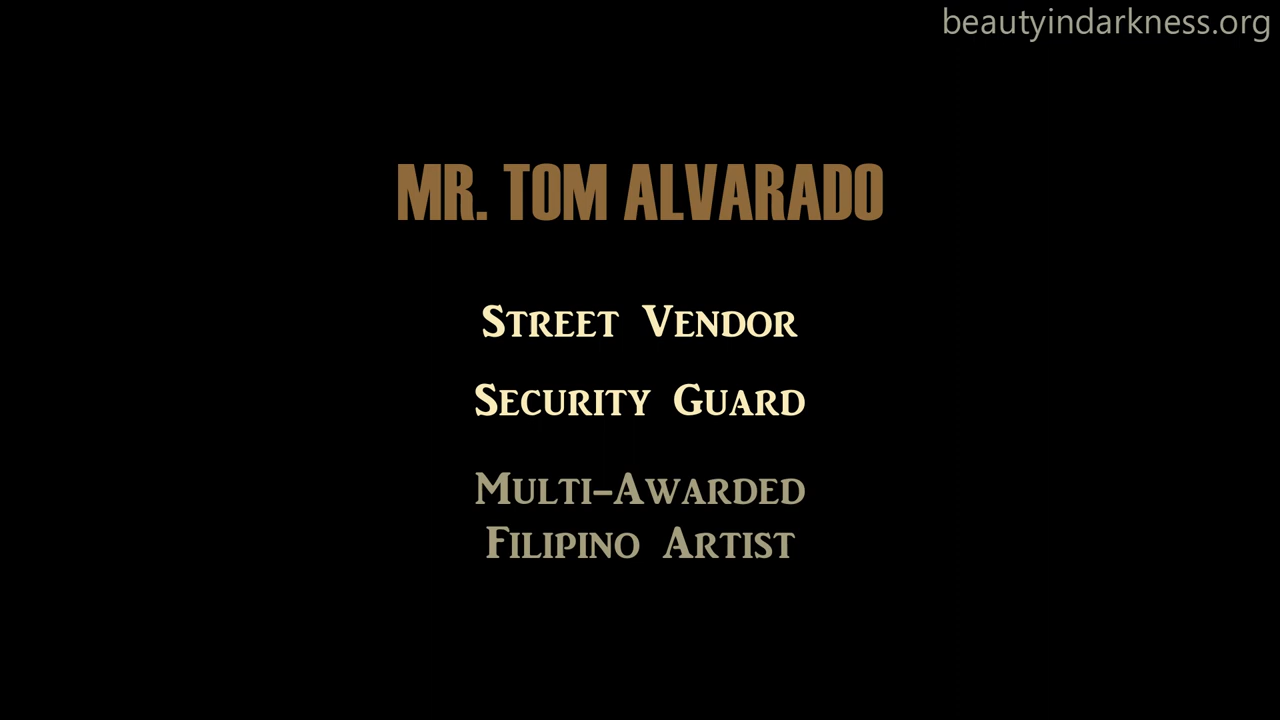 beautyindarkness.org
MR. TOM ALVARADO
STREET VENDOR
SECURITY GUARD
MULTI-AWARDED
FILIPINO ARTIST